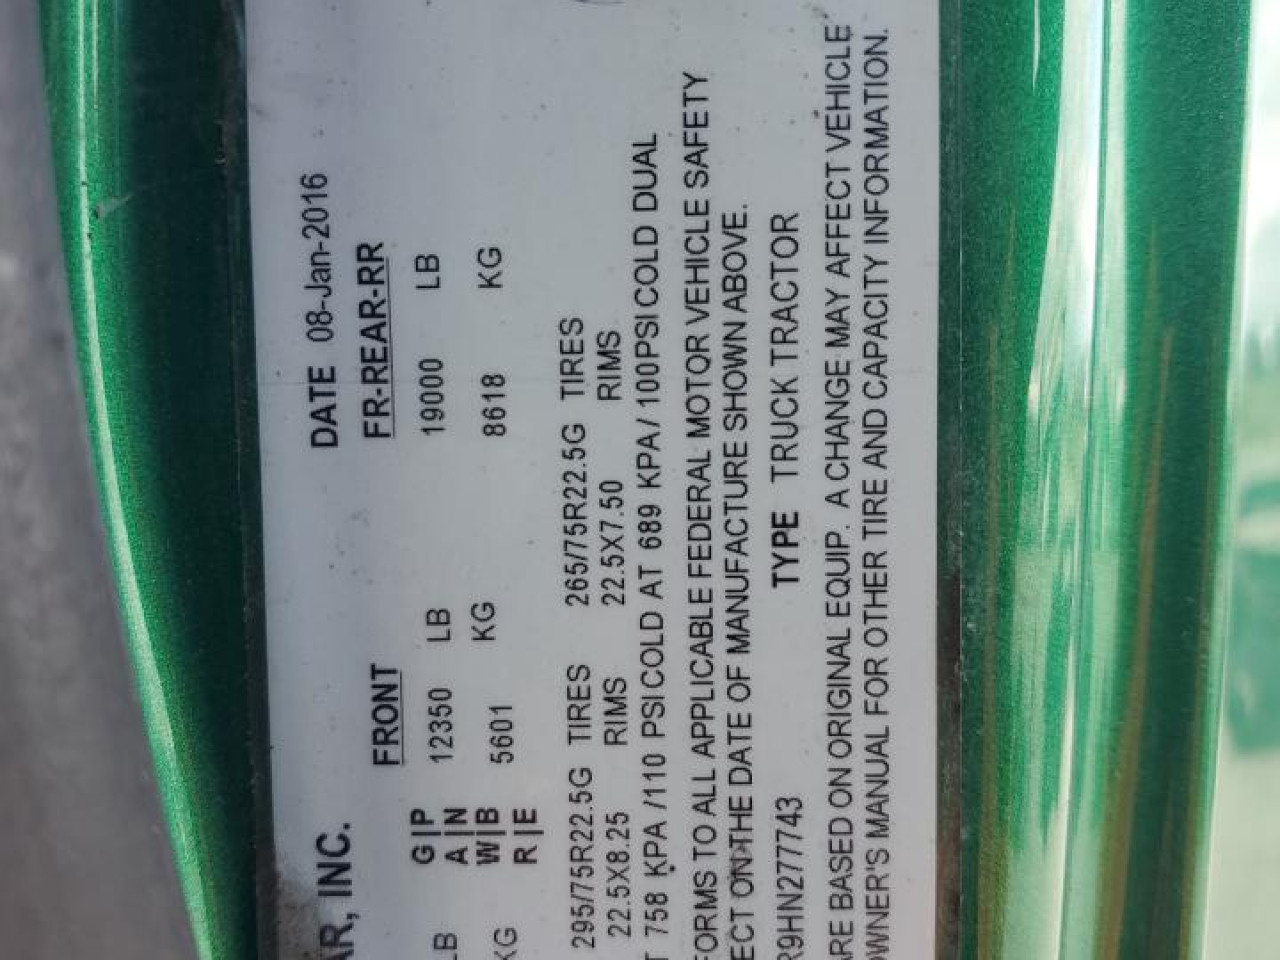 AR, INC. DATE 08-Jan-2016
FRONT FR-REAR-RR
LB G|P 12350 LB 19000 LB
A|N
KG W|B 5601 KG 8618 KG
R|E
295/75R22.5G TIRES 265/75R22.5G TIRES
22.5X8.25 RIMS 22.5X7.50 RIMS
T 758 KPA /110 PSI COLD AT 689 KPA/ 100PSI COLD DUAL
FORMS TO ALL APPLICABLE FEDERAL MOTOR VEHICLE SAFETY
ECT ON THE DATE OF MANUFACTURE SHOWN ABOVE.
R9HN277743 TYPE TRUCK TRACTOR
ARE BASED ON ORIGINAL EQUIP. A CHANGE MAY AFFECT VEHICLE
OWNER'S MANUAL FOR OTHER TIRE AND CAPACITY INFORMATION.